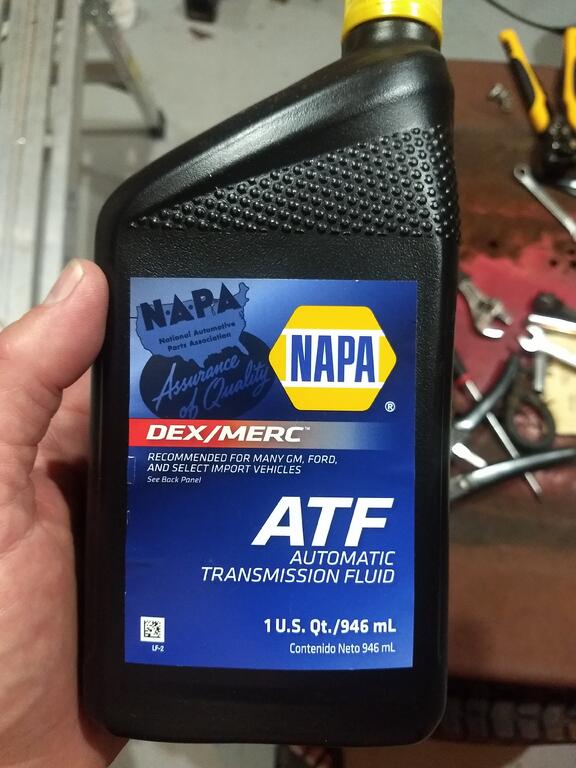 N·A·P·A
National Automotive
Parts Association
Assurance
of Quality
NAPA
®
DEX/MERC™
RECOMMENDED FOR MANY GM, FORD,
AND SELECT IMPORT VEHICLES
See Back Panel
ATF
AUTOMATIC
TRANSMISSION FLUID
1 U.S. Qt./946 mL
Contenido Neto 946 mL
LF-2